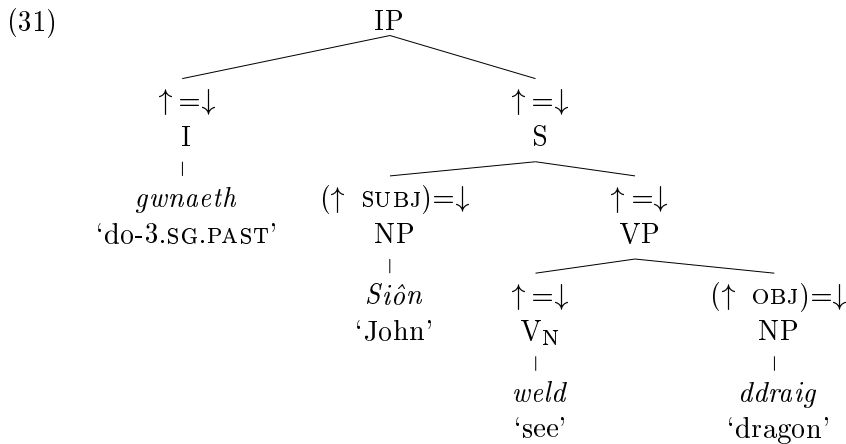 (31) IP
↑=↓ ↑=↓
I S
gwnaeth (↑ SUBJ)=↓ ↑=↓
‘do-3.SG.PAST’ NP VP
Siôn ↑=↓ (↑ OBJ)=↓
‘John’ V_N NP
weld ddraig
‘see’ ‘dragon’